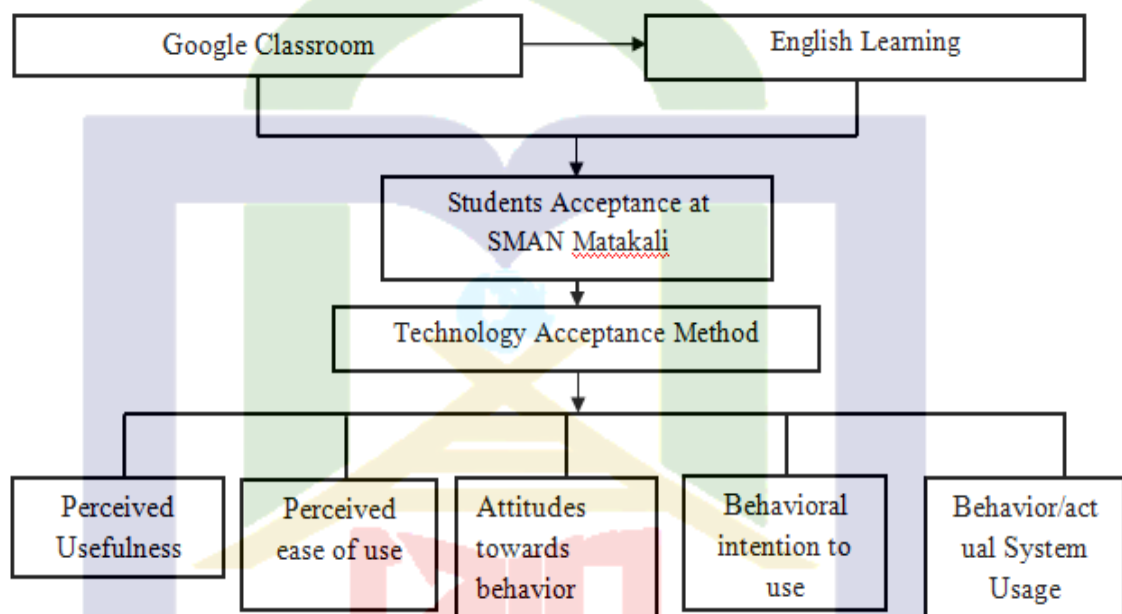 Google Classroom
English Learning
Students Acceptance at
SMAN Matakali
Technology Acceptance Method
Perceived
Usefulness
Perceived
ease of use
Attitudes
towards
behavior
Behavioral
intention to
use
Behavior/act
ual System
Usage